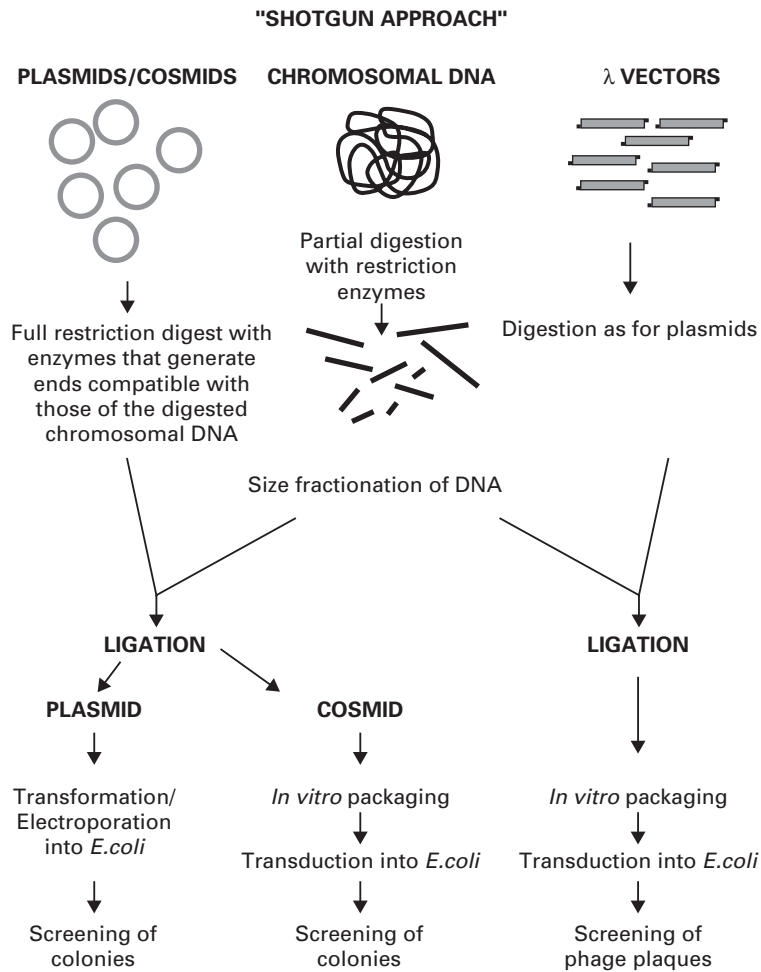 "SHOTGUN APPROACH"
PLASMIDS/COSMIDS
CHROMOSOMAL DNA
λ VECTORS
Partial digestion
with restriction
enzymes
Full restriction digest with
enzymes that generate
ends compatible with
those of the digested
chromosomal DNA
Digestion as for plasmids
Size fractionation of DNA
LIGATION
LIGATION
PLASMID
COSMID
Transformation/
Electroporation
into E.coli
In vitro packaging
In vitro packaging
Transduction into E.coli
Transduction into E.coli
Screening of
colonies
Screening of
colonies
Screening of
phage plaques